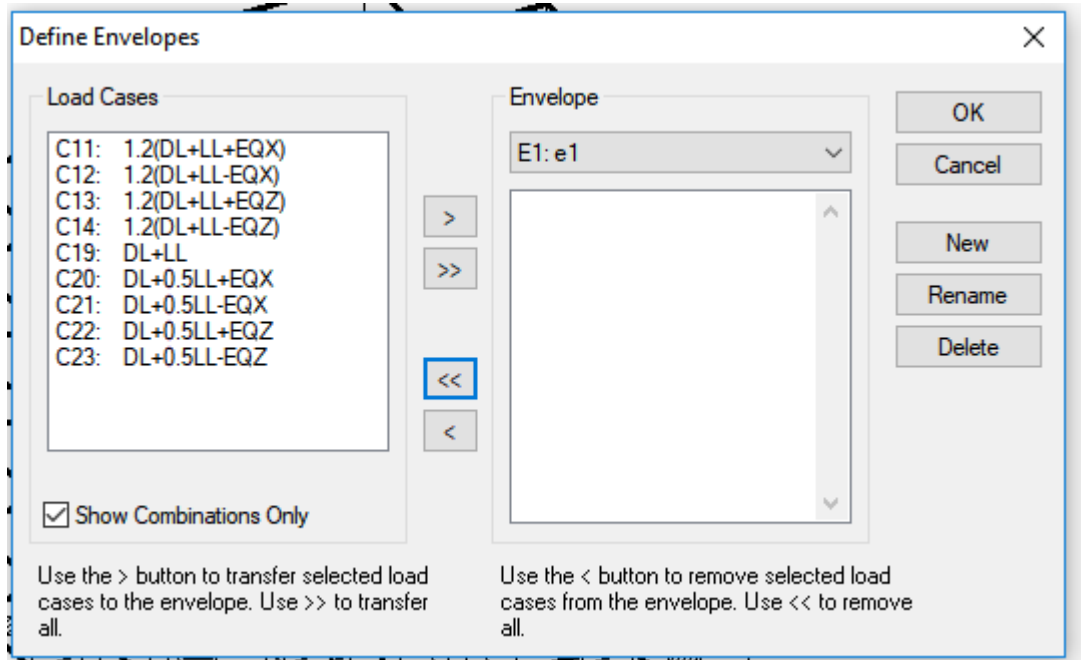 Define Envelopes
Load Cases
C11: 1.2(DL+LL+EQX)
C12: 1.2(DL+LL-EQX)
C13: 1.2(DL+LL+EQZ)
C14: 1.2(DL+LL-EQZ)
C19: DL+LL
C20: DL+0.5LL+EQX
C21: DL+0.5LL-EQX
C22: DL+0.5LL+EQZ
C23: DL+0.5LL-EQZ
Show Combinations Only
>
>>
<<
<
Envelope
E1: e1
OK
Cancel
New
Rename
Delete
Use the > button to transfer selected load
cases to the envelope. Use >> to transfer
all.
Use the < button to remove selected load
cases from the envelope. Use << to remove
all.